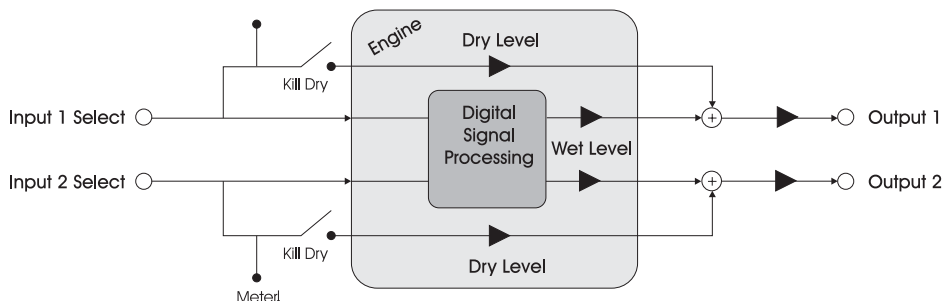 Engine
Dry Level
Kill Dry
Input 1 Select
Digital
Signal
Processing
Output 1
Wet Level
Input 2 Select
Output 2
Kill Dry
Dry Level